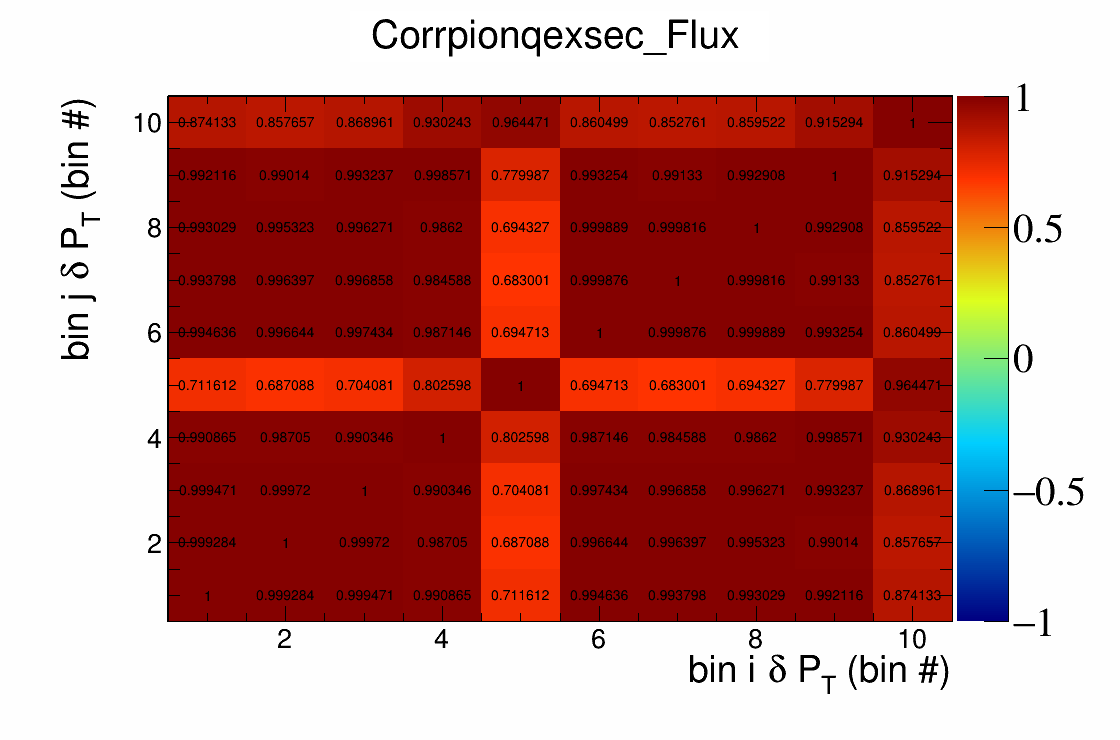 Corrpionqexsec_Flux
bin j δ P_T (bin #)
10 0.874133 0.857657 0.868961 0.930243 0.964471 0.860499 0.852761 0.859522 0.915294 1
0.992116 0.99014 0.993237 0.998571 0.779987 0.993254 0.99133 0.992908 1 0.915294
8 0.993029 0.995323 0.996271 0.9862 0.694327 0.999889 0.999816 1 0.992908 0.859522
0.993798 0.996397 0.996858 0.984588 0.683001 0.999876 1 0.999816 0.99133 0.852761
6 0.994636 0.996644 0.997434 0.987146 0.694713 1 0.999876 0.999889 0.993254 0.860499
0.711612 0.687088 0.704081 0.802598 1 0.694713 0.683001 0.694327 0.779987 0.964471
4 0.990865 0.98705 0.990346 1 0.802598 0.987146 0.984588 0.9862 0.998571 0.930243
0.999471 0.99972 1 0.990346 0.704081 0.997434 0.996858 0.996271 0.993237 0.868961
2 0.999284 1 0.99972 0.98705 0.687088 0.996644 0.996397 0.995323 0.99014 0.857657
1 0.999284 0.999471 0.990865 0.711612 0.994636 0.993798 0.993029 0.992116 0.874133
2 4 6 8 10
bin i δ P_T (bin #)
1
0.5
0
−0.5
−1